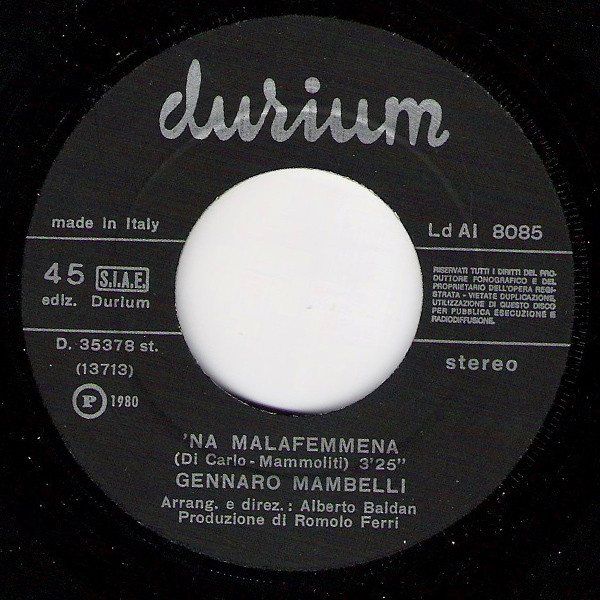 durium
made in Italy
Ld AI 8085
45 S.I.A.E.
ediz. Durium
RISERVATI TUTTI I DIRITTI DEL PRO-
DUTTORE FONOGRAFICO E DEL
PROPRIETARIO DELL'OPERA REGI-
STRATA - VIETATE DUPLICAZIONE,
UTILIZZAZIONE DI QUESTO DISCO
PER PUBBLICA ESECUZIONE E
RADIODIFFUSIONE.
D. 35378 st.
(13713)
stereo
P 1980
'NA MALAFEMMENA
(Di Carlo - Mammoliti) 3'25"
GENNARO MAMBELLI
Arrang. e direz.: Alberto Baldan
Produzione di Romolo Ferri